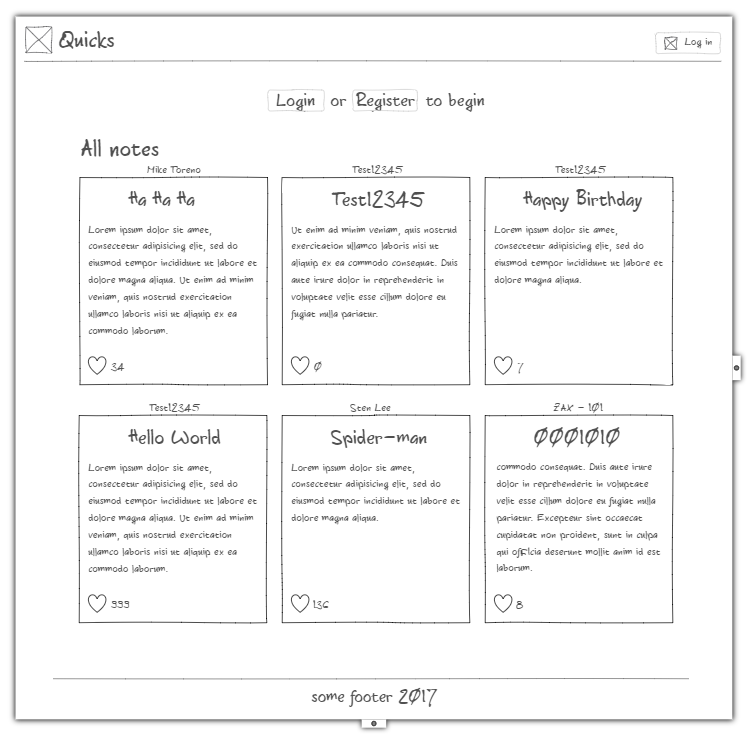 Quicks
Log in
Login or Register to begin
All notes
Mike Toreno
Ha Ha Ha
Lorem ipsum dolor sit amet,
consectetur adipisicing elit, sed do
eiusmod tempor incididunt ut labore et
dolore magna aliqua. Ut enim ad minim
veniam, quis nostrud exercitation
ullamco laboris nisi ut aliquip ex ea
commodo laborum.
34
Test12345
Test12345
Ut enim ad minim veniam, quis nostrud
exercitation ullamco laboris nisi ut
aliquip ex ea commodo consequat. Duis
aute irure dolor in reprehenderit in
voluptate velit esse cillum dolore eu
fugiat nulla pariatur.
0
Test12345
Happy Birthday
Lorem ipsum dolor sit amet,
consectetur adipisicing elit, sed do
eiusmod tempor incididunt ut labore et
dolore magna aliqua.
7
Test12345
Hello World
Lorem ipsum dolor sit amet,
consectetur adipisicing elit, sed do
eiusmod tempor incididunt ut labore et
dolore magna aliqua. Ut enim ad minim
veniam, quis nostrud exercitation
ullamco laboris nisi ut aliquip ex ea
commodo laborum.
999
Sten Lee
Spider-man
Lorem ipsum dolor sit amet,
consectetur adipisicing elit, sed do
eiusmod tempor incididunt ut labore et
dolore magna aliqua.
136
ZAX - 101
0001010
commodo consequat. Duis aute irure
dolor in reprehenderit in voluptate
velit esse cillum dolore eu fugiat nulla
pariatur. Excepteur sint occaecat
cupidatat non proident, sunt in culpa
qui officia deserunt mollit anim id est
laborum.
8
some footer 2017